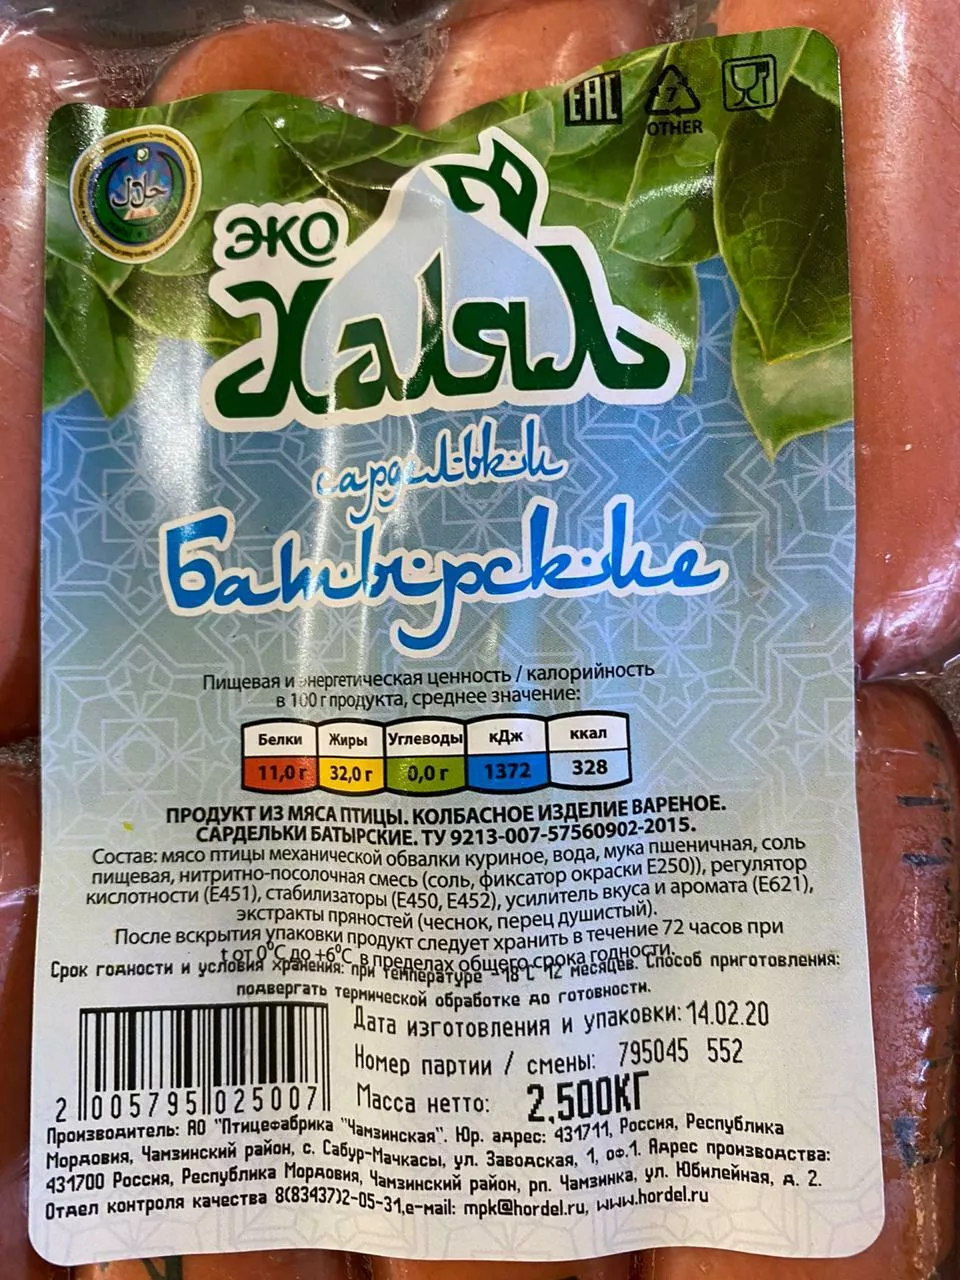 EAC
7
OTHER
حلال
эко
Халяль
сардельки
Батырские
Пищевая и энергетическая ценность / калорийность
в 100 г продукта, среднее значение:
Белки Жиры Углеводы кДж ккал
11,0 г 32,0 г 0,0 г 1372 328
ПРОДУКТ ИЗ МЯСА ПТИЦЫ. КОЛБАСНОЕ ИЗДЕЛИЕ ВАРЕНОЕ.
САРДЕЛЬКИ БАТЫРСКИЕ. ТУ 9213-007-57560902-2015.
Состав: мясо птицы механической обвалки куриное, вода, мука пшеничная, соль
пищевая, нитритно-посолочная смесь (соль, фиксатор окраски Е250)), регулятор
кислотности (Е451), стабилизаторы (Е450, Е452), усилитель вкуса и аромата (Е621),
экстракты пряностей (чеснок, перец душистый).
После вскрытия упаковки продукт следует хранить в течение 72 часов при
t от 0°С до +6°С в пределах общего срока годности.
Срок годности и условия хранения: при температуре -18°С 12 месяцев. Способ приготовления:
подвергать термической обработке до готовности.
Дата изготовления и упаковки: 14.02.20
Номер партии / смены: 795045 552
Масса нетто: 2,500КГ
2 005795 025007
Производитель: АО "Птицефабрика "Чамзинская". Юр. адрес: 431711, Россия, Республика
Мордовия, Чамзинский район, с. Сабур-Мачкасы, ул. Заводская, 1, оф.1. Адрес производства:
431700 Россия, Республика Мордовия, Чамзинский район, рп. Чамзинка, ул. Юбилейная, д. 2.
Отдел контроля качества 8(83437)2-05-31,e-mail: mpk@hordel.ru, www.hordel.ru